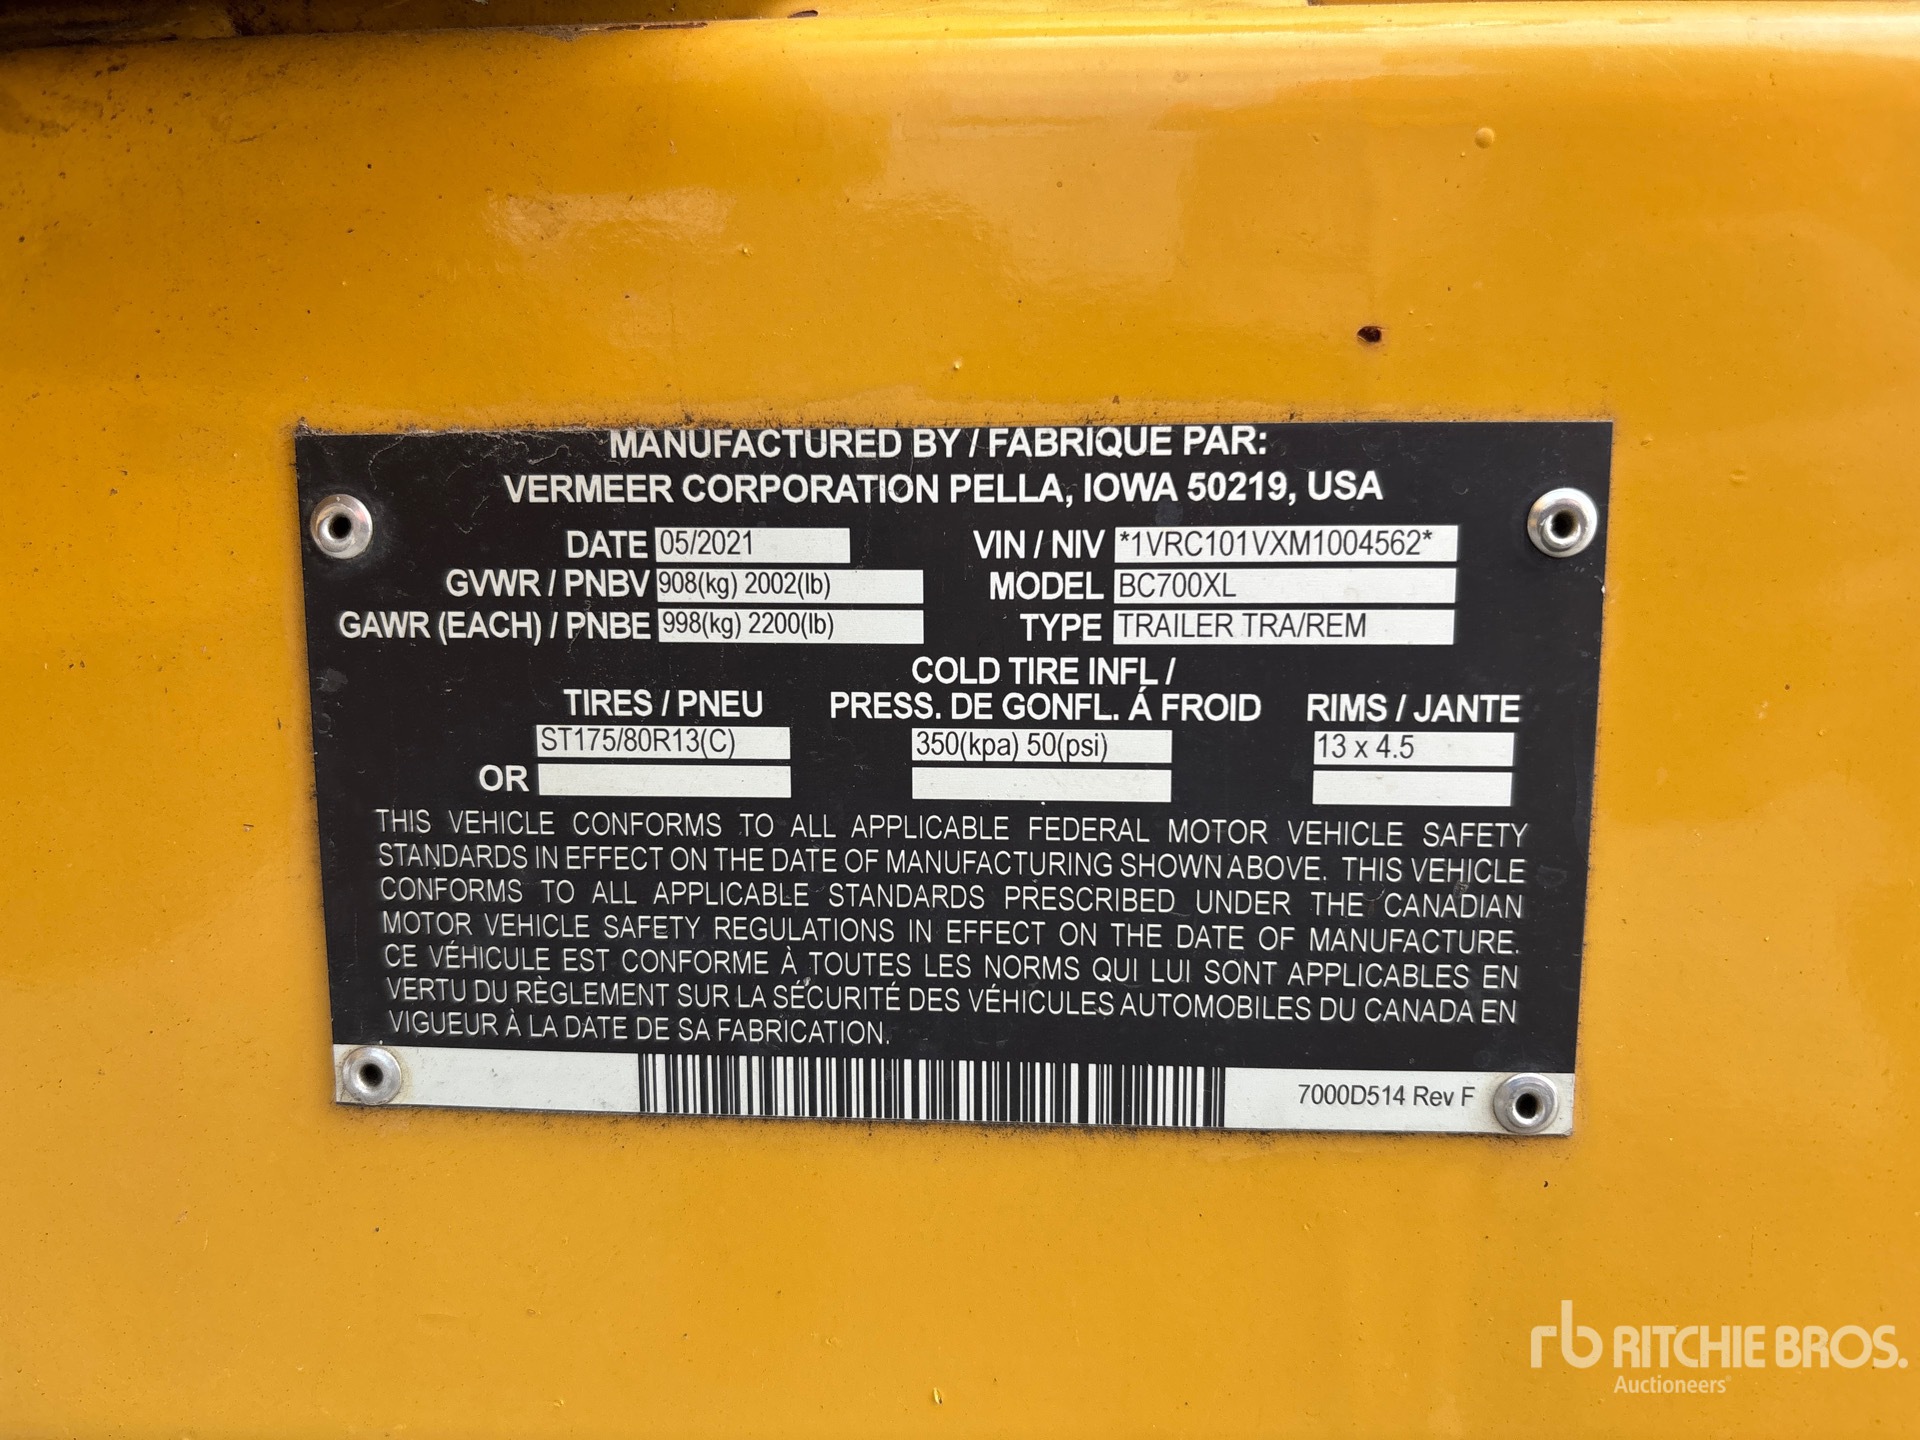 MANUFACTURED BY / FABRIQUE PAR:
VERMEER CORPORATION PELLA, IOWA 50219, USA
DATE 05/2021 VIN / NIV *1VRC101VXM1004562*
GVWR / PNBV 908(kg) 2002(lb) MODEL BC700XL
GAWR (EACH) / PNBE 998(kg) 2200(lb) TYPE TRAILER TRA/REM
COLD TIRE INFL /
TIRES / PNEU PRESS. DE GONFL. Á FROID RIMS / JANTE
ST175/80R13(C) 350(kpa) 50(psi) 13 x 4.5
OR
THIS VEHICLE CONFORMS TO ALL APPLICABLE FEDERAL MOTOR VEHICLE SAFETY
STANDARDS IN EFFECT ON THE DATE OF MANUFACTURING SHOWN ABOVE. THIS VEHICLE
CONFORMS TO ALL APPLICABLE STANDARDS PRESCRIBED UNDER THE CANADIAN
MOTOR VEHICLE SAFETY REGULATIONS IN EFFECT ON THE DATE OF MANUFACTURE.
CE VÉHICULE EST CONFORME À TOUTES LES NORMS QUI LUI SONT APPLICABLES EN
VERTU DU RÈGLEMENT SUR LA SÉCURITÉ DES VÉHICULES AUTOMOBILES DU CANADA EN
VIGUEUR À LA DATE DE SA FABRICATION.
7000D514 Rev F
rb RITCHIE BROS.
Auctioneers